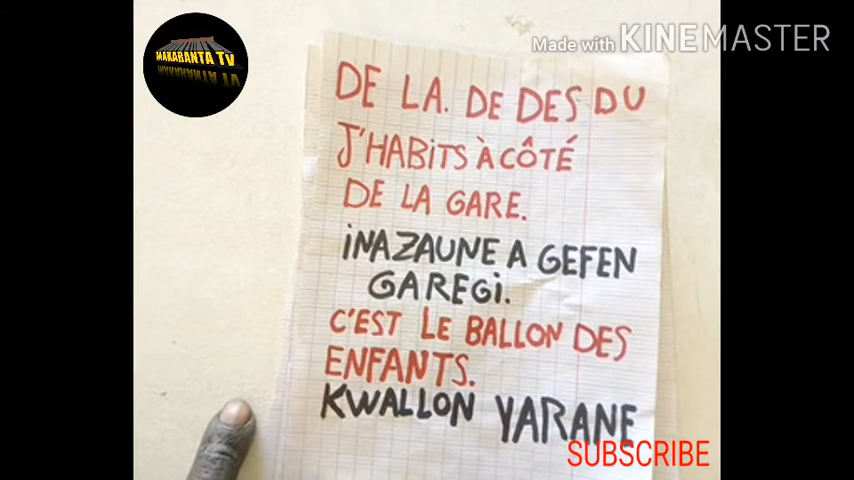 MAKARANTA TV
Made with KINEMASTER
DE LA. DE DES DU
J'HABITS À CÔTÉ
DE LA GARE.
INAZAUNE A GEFEN
GAREGI.
C'EST LE BALLON DES
ENFANTS.
KWALLON YARANE
SUBSCRIBE